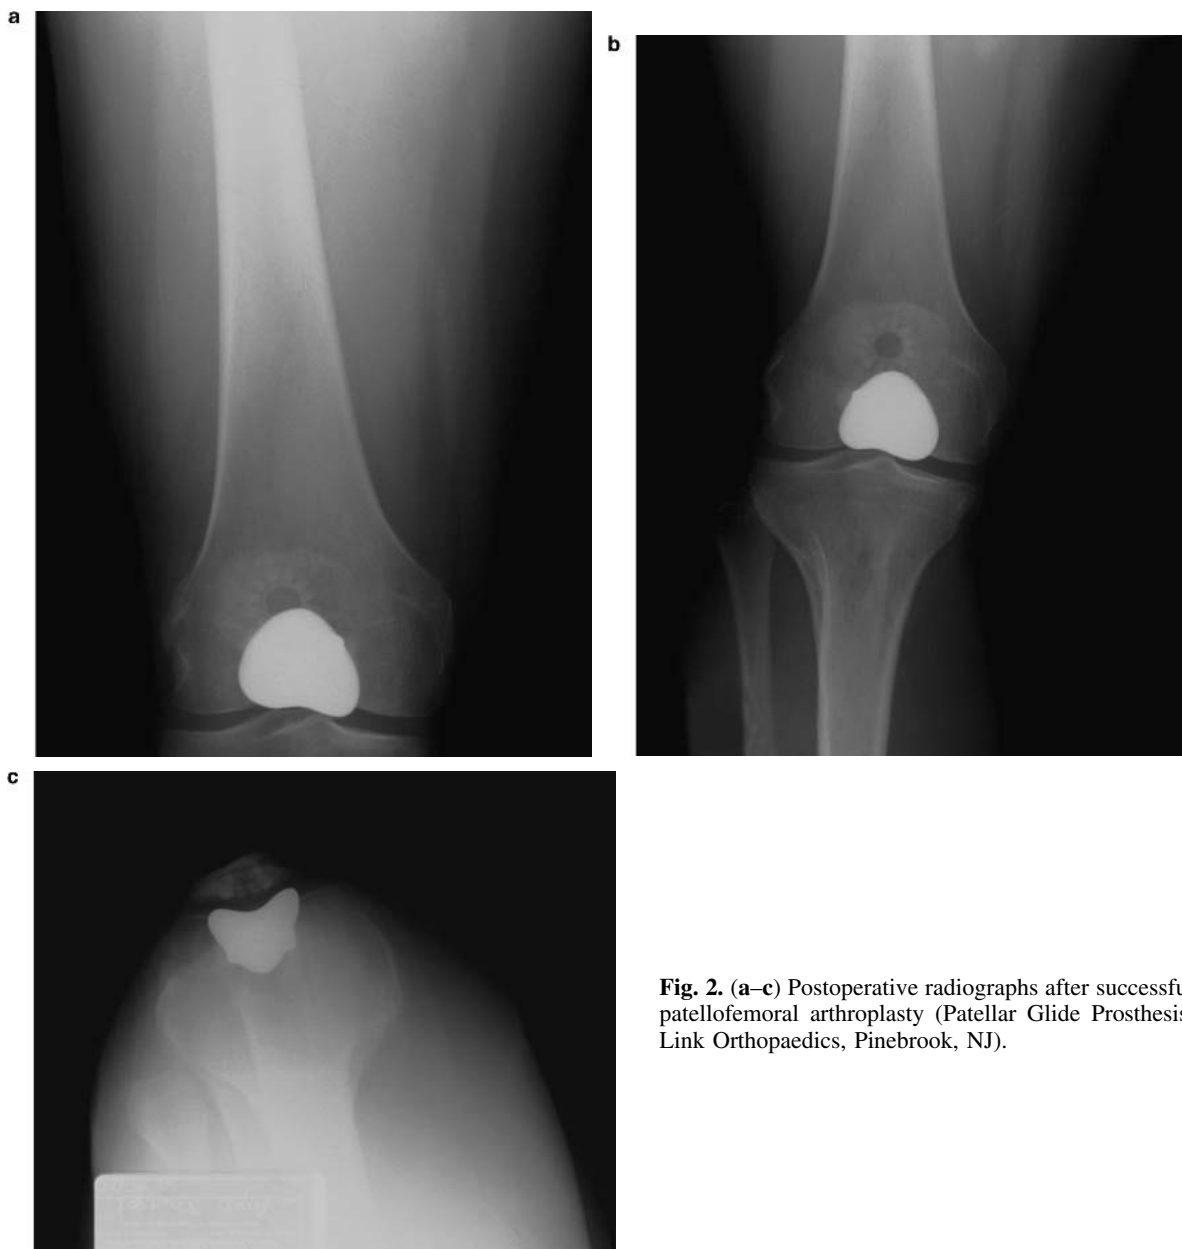 a
b
c
Fig. 2. (a–c) Postoperative radiographs after successfu
patellofemoral arthroplasty (Patellar Glide Prosthesis
Link Orthopaedics, Pinebrook, NJ).